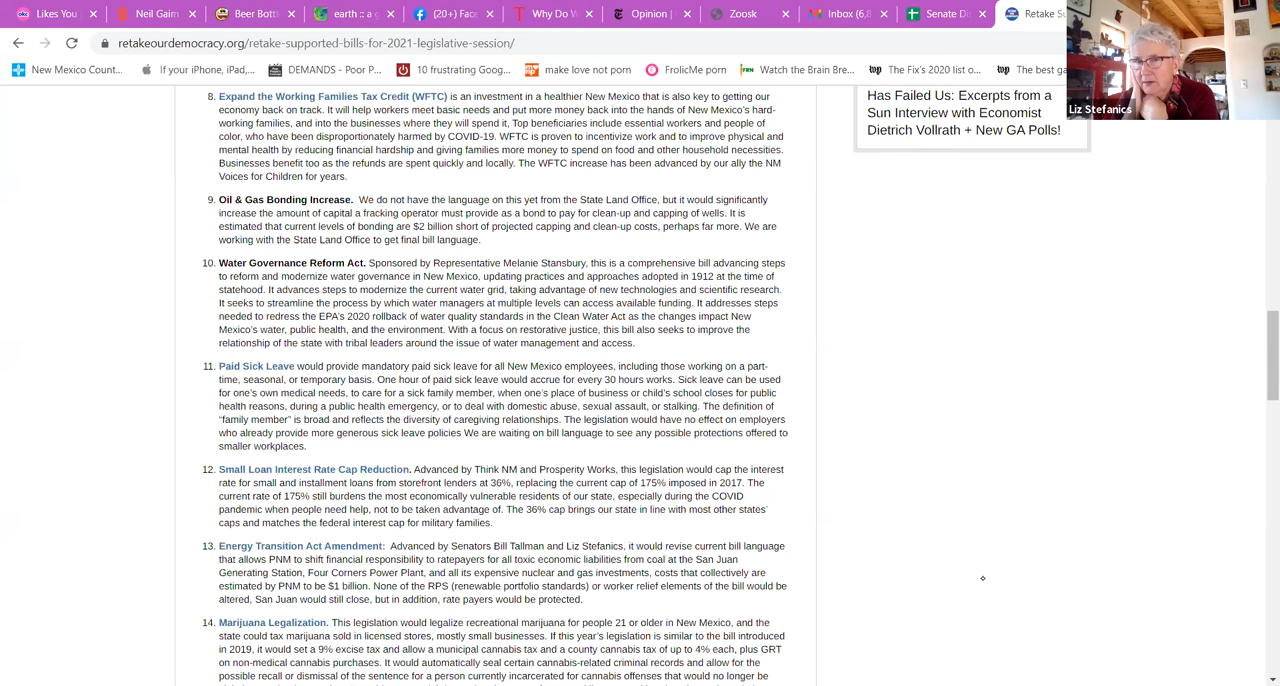 Likes You
Neil Gaim
Beer Bott
earth :: a g
(20+) Fac
Why Do W
Opinion |
Zoosk
Inbox (6,8
Senate Di
Retake Su
retakeourdemocracy.org/retake-supported-bills-for-2021-legislative-session/
New Mexico Count...
If your iPhone, iPad,...
DEMANDS - Poor P...
10 frustrating Goog...
make love not porn
FrolicMe porn
Watch the Brain Bre...
The Fix's 2020 list o...
The best ga
Liz Stefanics
Has Failed Us: Excerpts from a
Sun Interview with Economist
Dietrich Vollrath + New GA Polls!
8. Expand the Working Families Tax Credit (WFTC) is an investment in a healthier New Mexico that is also key to getting our
economy back on track. It will help workers meet basic needs and put more money back into the hands of New Mexico's hard-
working families, and into the businesses where they will spend it, Top beneficiaries include essential workers and people of
color, who have been disproportionately harmed by COVID-19. WFTC is proven to incentivize work and to improve physical and
mental health by reducing financial hardship and giving families more money to spend on food and other household necessities.
Businesses benefit too as the refunds are spent quickly and locally. The WFTC increase has been advanced by our ally the NM
Voices for Children for years.
9. Oil & Gas Bonding Increase. We do not have the language on this yet from the State Land Office, but it would significantly
increase the amount of capital a fracking operator must provide as a bond to pay for clean-up and capping of wells. It is
estimated that current levels of bonding are $2 billion short of projected capping and clean-up costs, perhaps far more. We are
working with the State Land Office to get final bill language.
10. Water Governance Reform Act. Sponsored by Representative Melanie Stansbury, this is a comprehensive bill advancing steps
to reform and modernize water governance in New Mexico, updating practices and approaches adopted in 1912 at the time of
statehood. It advances steps to modernize the current water grid, taking advantage of new technologies and scientific research.
It seeks to streamline the process by which water managers at multiple levels can access available funding. It addresses steps
needed to redress the EPA's 2020 rollback of water quality standards in the Clean Water Act as the changes impact New
Mexico's water, public health, and the environment. With a focus on restorative justice, this bill also seeks to improve the
relationship of the state with tribal leaders around the issue of water management and access.
11. Paid Sick Leave would provide mandatory paid sick leave for all New Mexico employees, including those working on a part-
time, seasonal, or temporary basis. One hour of paid sick leave would accrue for every 30 hours works. Sick leave can be used
for one's own medical needs, to care for a sick family member, when one's place of business or child's school closes for public
health reasons, during a public health emergency, or to deal with domestic abuse, sexual assault, or stalking. The definition of
"family member" is broad and reflects the diversity of caregiving relationships. The legislation would have no effect on employers
who already provide more generous sick leave policies We are waiting on bill language to see any possible protections offered to
smaller workplaces.
12. Small Loan Interest Rate Cap Reduction. Advanced by Think NM and Prosperity Works, this legislation would cap the interest
rate for small and installment loans from storefront lenders at 36%, replacing the current cap of 175% imposed in 2017. The
current rate of 175% still burdens the most economically vulnerable residents of our state, especially during the COVID
pandemic when people need help, not to be taken advantage of. The 36% cap brings our state in line with most other states'
caps and matches the federal interest cap for military families.
13. Energy Transition Act Amendment: Advanced by Senators Bill Tallman and Liz Stefanics, it would revise current bill language
that allows PNM to shift financial responsibility to ratepayers for all toxic economic liabilities from coal at the San Juan
Generating Station, Four Corners Power Plant, and all its expensive nuclear and gas investments, costs that collectively are
estimated by PNM to be $1 billion. None of the RPS (renewable portfolio standards) or worker relief elements of the bill would be
altered, San Juan would still close, but in addition, rate payers would be protected.
14. Marijuana Legalization. This legislation would legalize recreational marijuana for people 21 or older in New Mexico, and the
state could tax marijuana sold in licensed stores, mostly small businesses. If this year's legislation is similar to the bill introduced
in 2019, it would set a 9% excise tax and allow a municipal cannabis tax and a county cannabis tax of up to 4% each, plus GRT
on non-medical cannabis purchases. It would automatically seal certain cannabis-related criminal records and allow for the
possible recall or dismissal of the sentence for a person currently incarcerated for cannabis offenses that would no longer be